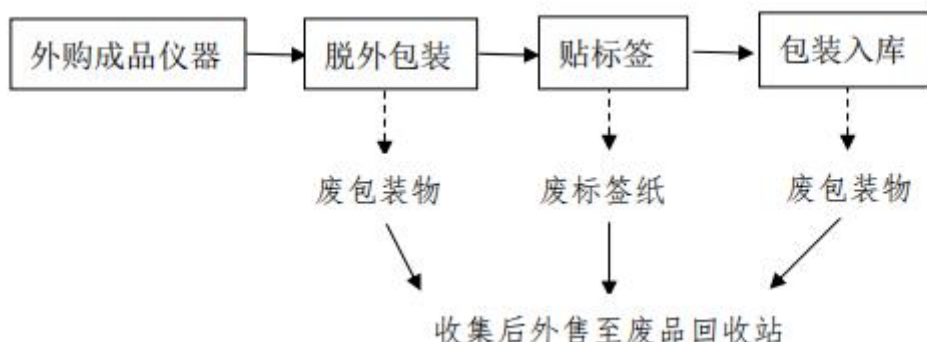 外购成品仪器
脱外包装
贴标签
包装入库
废包装物
废标签纸
废包装物
收集后外售至废品回收站